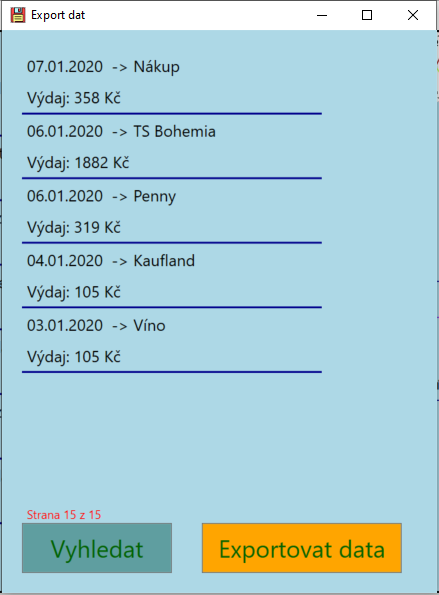 Export dat
07.01.2020 -> Nákup
Výdaj: 358 Kč
06.01.2020 -> TS Bohemia
Výdaj: 1882 Kč
06.01.2020 -> Penny
Výdaj: 319 Kč
04.01.2020 -> Kaufland
Výdaj: 105 Kč
03.01.2020 -> Víno
Výdaj: 105 Kč
Strana 15 z 15
Vyhledat
Exportovat data